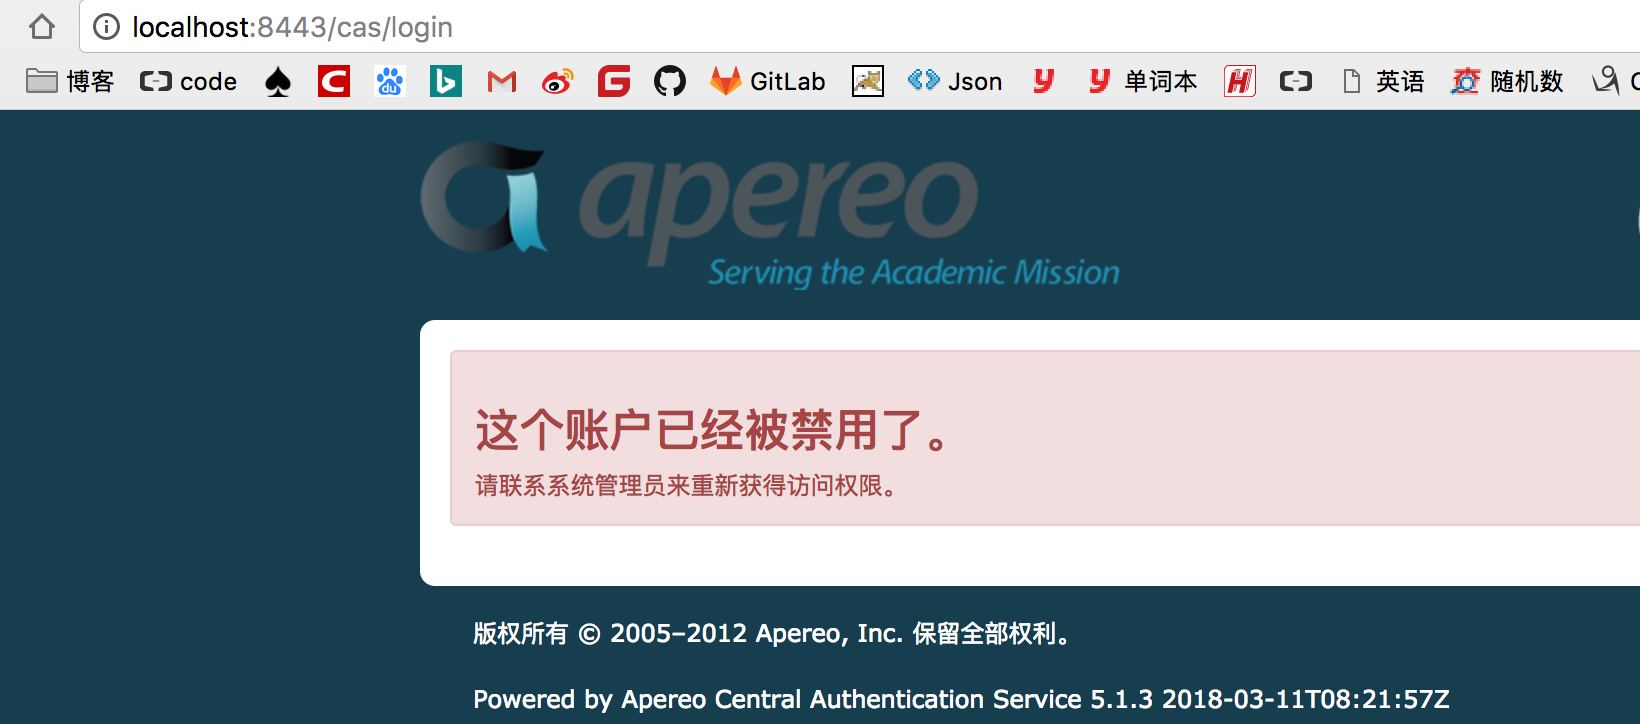 localhost:8443/cas/login
博客 code GitLab Json 单词本 英语 随机数
apereo
Serving the Academic Mission
这个账户已经被禁用了。
请联系系统管理员来重新获得访问权限。
版权所有 © 2005–2012 Apereo, Inc. 保留全部权利。
Powered by Apereo Central Authentication Service 5.1.3 2018-03-11T08:21:57Z